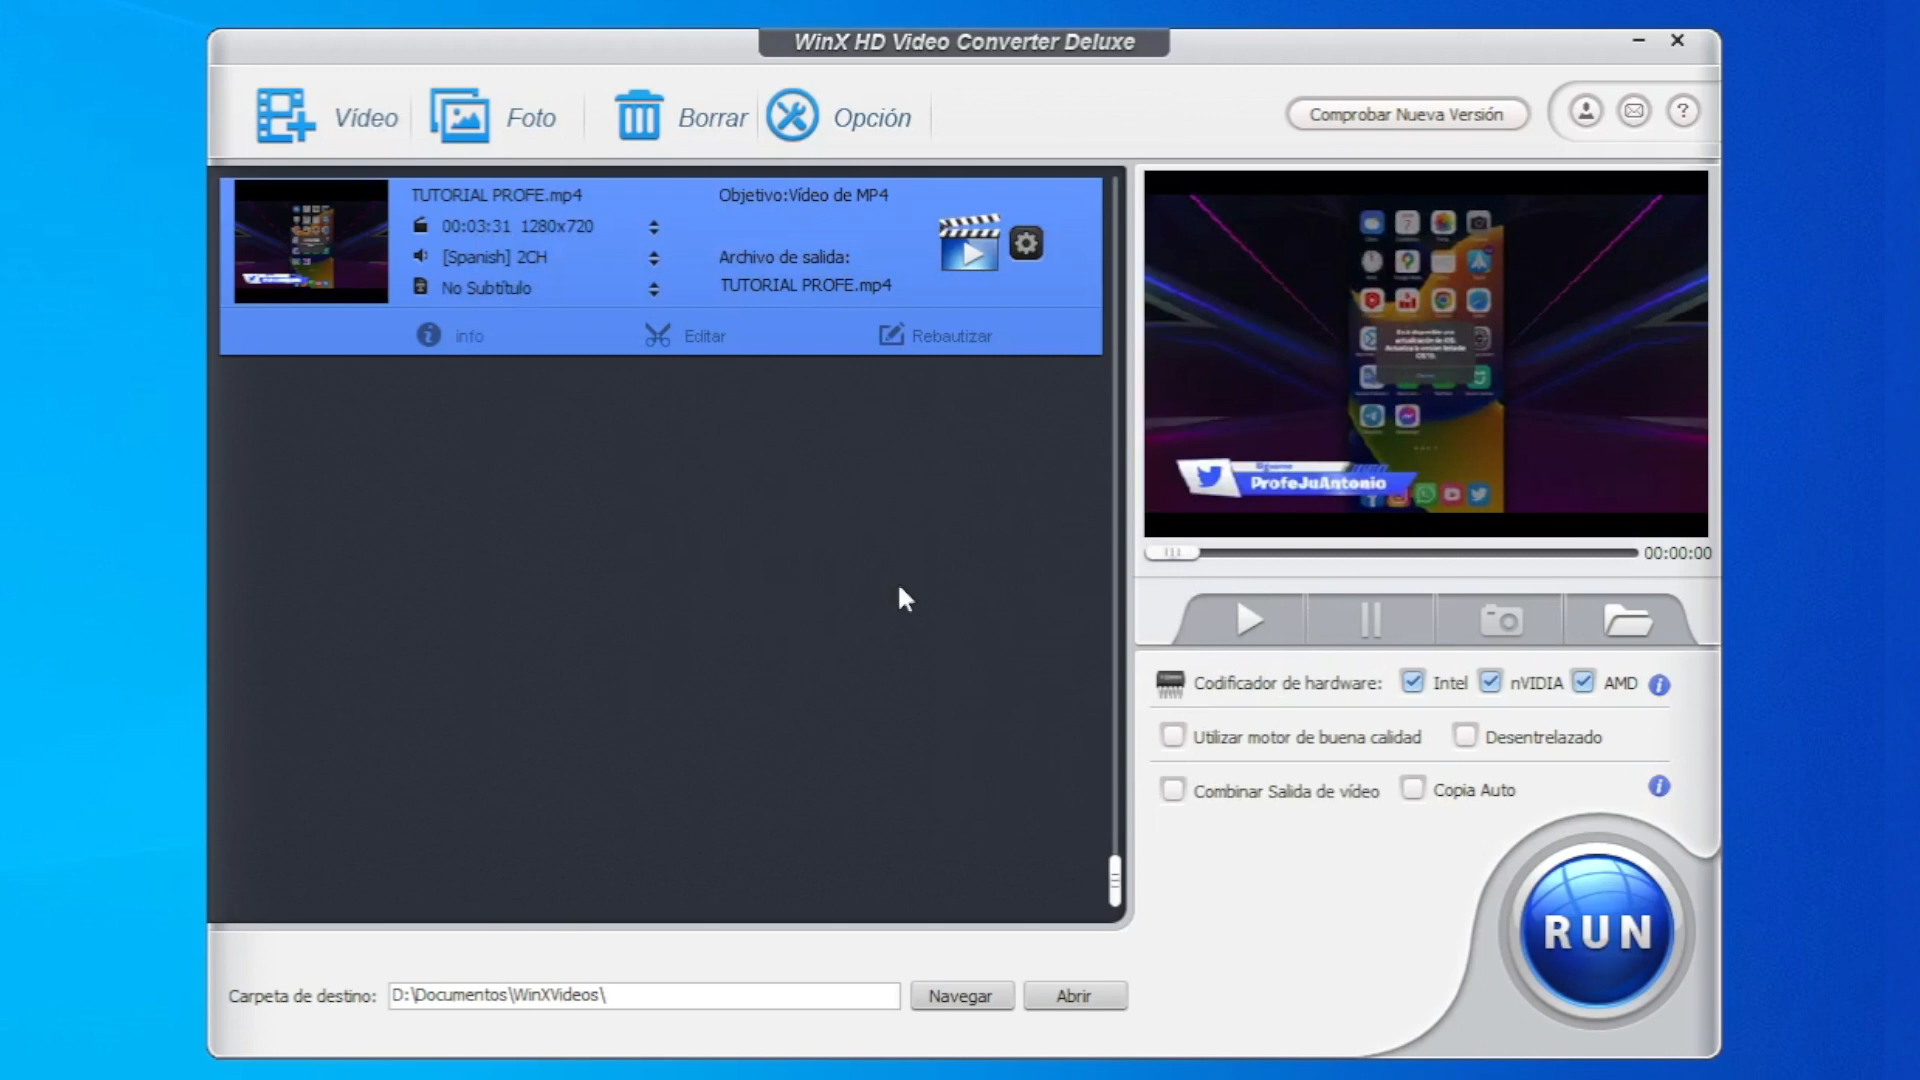 WinX HD Video Converter Deluxe
Vídeo
Foto
Borrar
Opción
Comprobar Nueva Versión
?
TUTORIAL PROFE.mp4
00:03:31 1280x720
[Spanish] 2CH
No Subtítulo
Objetivo:Vídeo de MP4
Archivo de salida:
TUTORIAL PROFE.mp4
info
Editar
Rebautizar
Sígueme
ProfeJuAntonio
00:00:00
Codificador de hardware:
Intel
nVIDIA
AMD
Utilizar motor de buena calidad
Desentrelazado
Combinar Salida de vídeo
Copia Auto
RUN
Carpeta de destino:
D:\Documentos\WinXVideos\
Navegar
Abrir